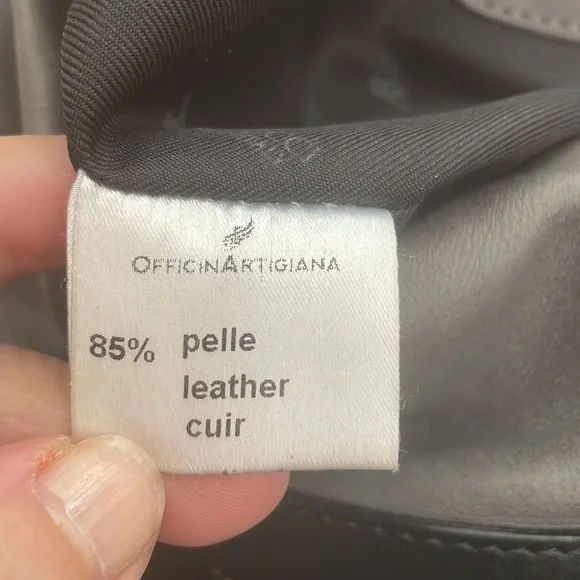 OFFICINARTIGIANA
85% pelle
leather
cuir